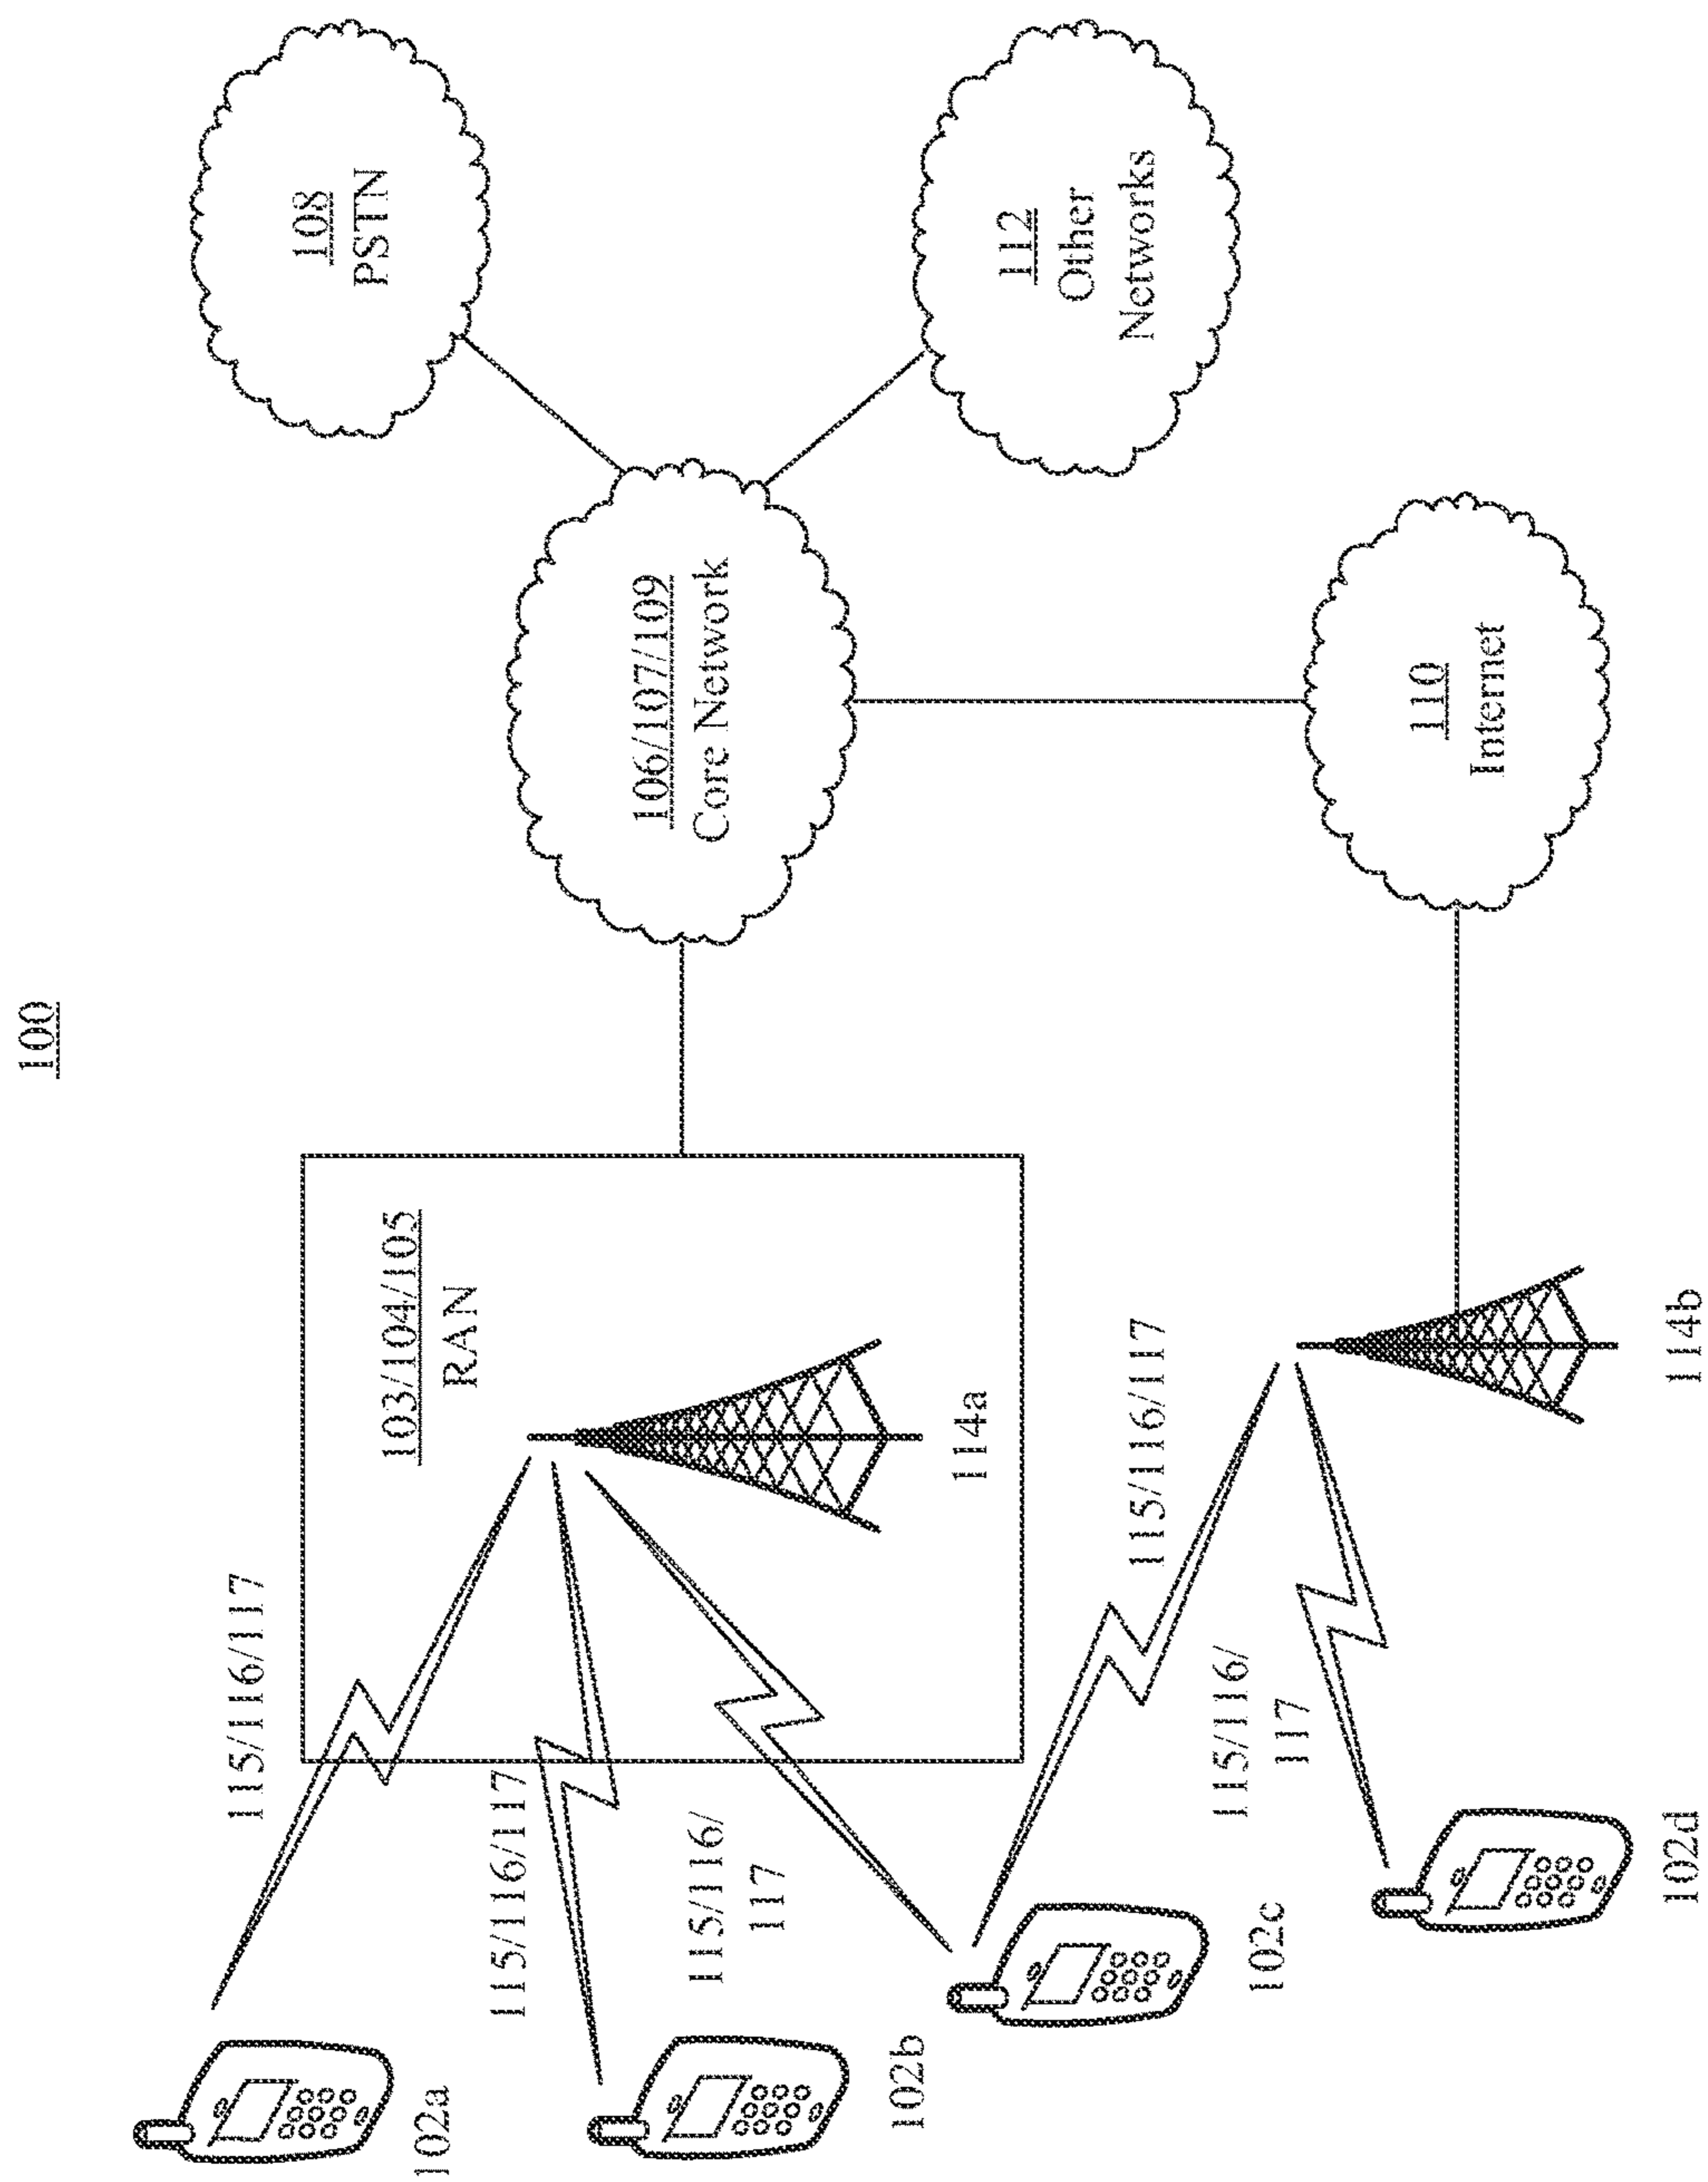 100
108
PSTN
106/107/109
Core Network
112
Other
Networks
103/104/105
RAN
114a
110
Internet
115/116/117
115/116/117
115/116/
117
115/116/117
115/116/
117
114b
102a
102b
102c
102d